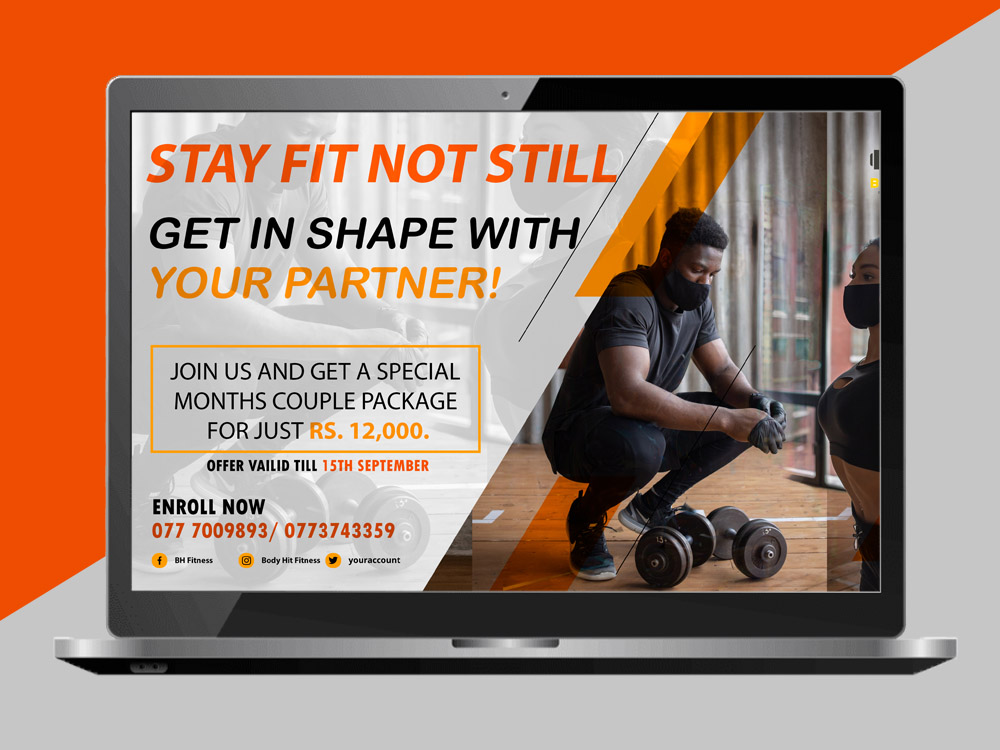 STAY FIT NOT STILL
GET IN SHAPE WITH
YOUR PARTNER!
JOIN US AND GET A SPECIAL
MONTHS COUPLE PACKAGE
FOR JUST RS. 12,000.
OFFER VAILID TILL 15TH SEPTEMBER
ENROLL NOW
077 7009893/ 0773743359
BH Fitness Body Hit Fitness youraccount